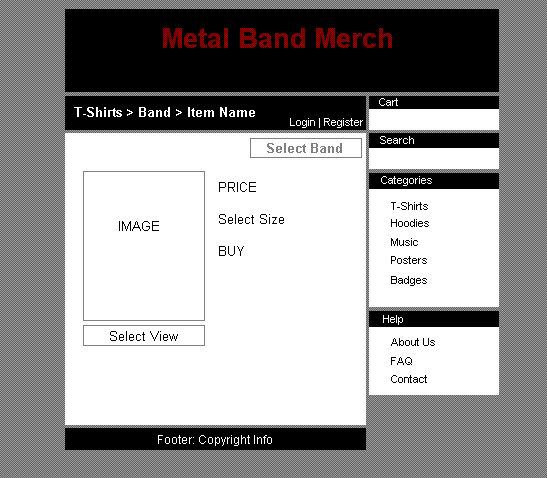 Metal Band Merch
T-Shirts > Band > Item Name
Login | Register
Select Band
IMAGE
PRICE
Select Size
BUY
Select View
Footer: Copyright Info
Cart
Search
Categories
T-Shirts
Hoodies
Music
Posters
Badges
Help
About Us
FAQ
Contact